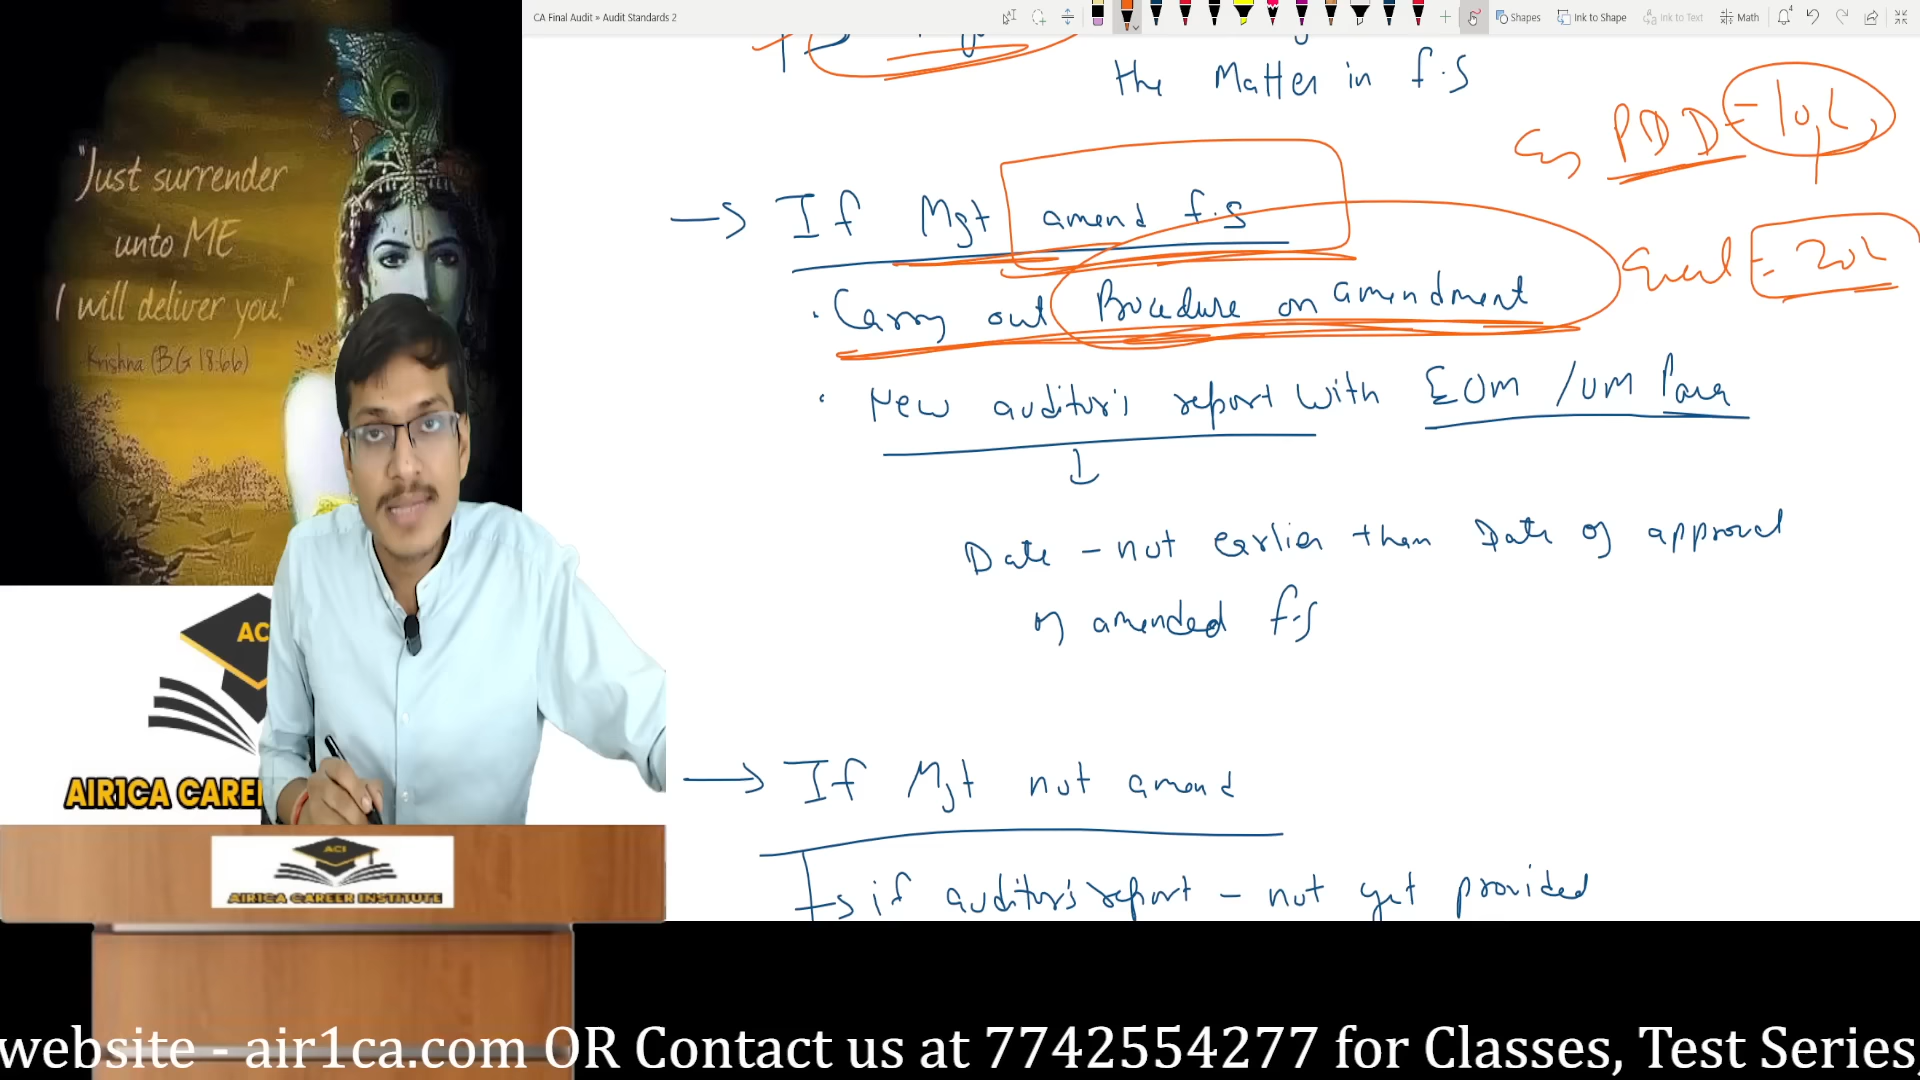 CA Final Audit » Audit Standards 2
Shapes
Ink to Shape
Ink to Text
Math
the Matter in f.S
PDD = 10L
→ If Mgt amend f.S
= 20L
• Carry out Procedure on amendment
• New auditor's report with EOM / OM Para
Date - not earlier than Date of approval
of amended f.S
→ If Mgt not amend
↳ if auditor's report - not yet provided
"Just surrender
unto ME
I will deliver you!"
-Krishna (B.G 18:66)
AC
AIR1CA CAREE
ACI
AIR1CA CAREER INSTITUTE
website - air1ca.com OR Contact us at 7742554277 for Classes, Test Series,